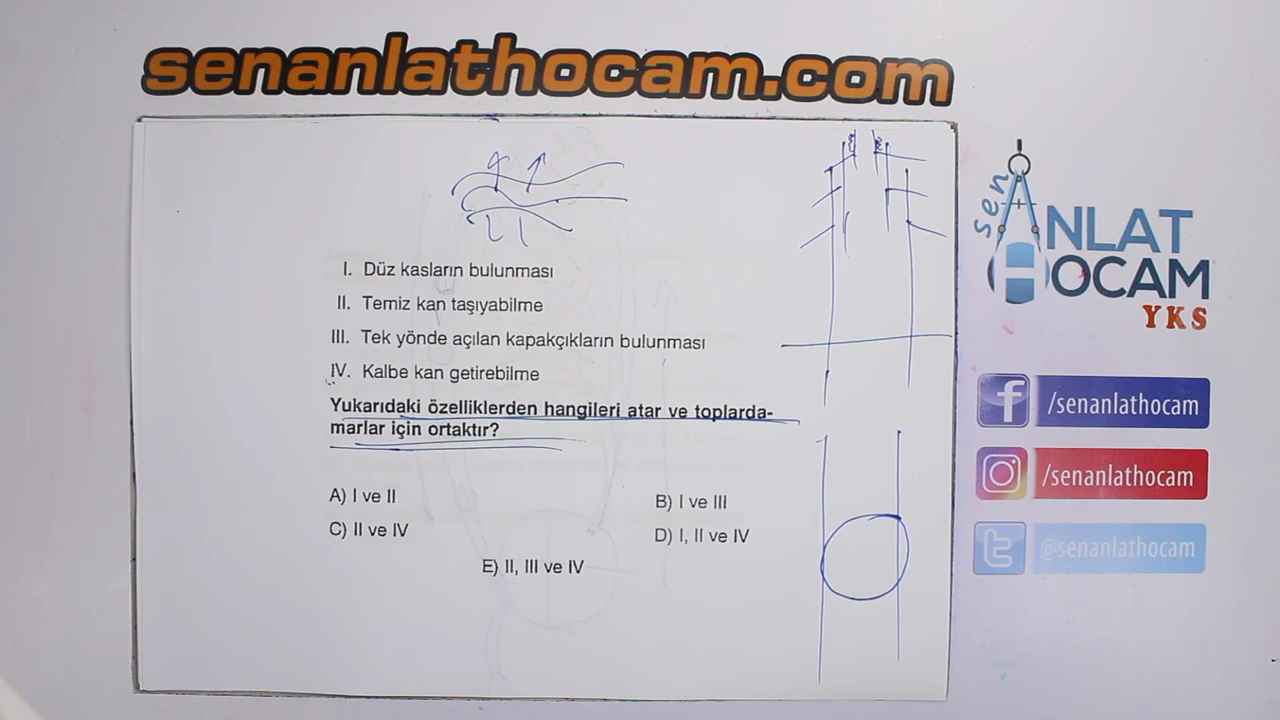 senanlathocam.com
I. Düz kasların bulunması
II. Temiz kan taşıyabilme
III. Tek yönde açılan kapakçıkların bulunması
IV. Kalbe kan getirebilme
Yukarıdaki özelliklerden hangileri atar ve toplarda-
marlar için ortaktır?
A) I ve II
B) I ve III
C) II ve IV
D) I, II ve IV
E) II, III ve IV
sen
ANLAT
HOCAM
YKS
f /senanlathocam
/senanlathocam
t @senanlathocam